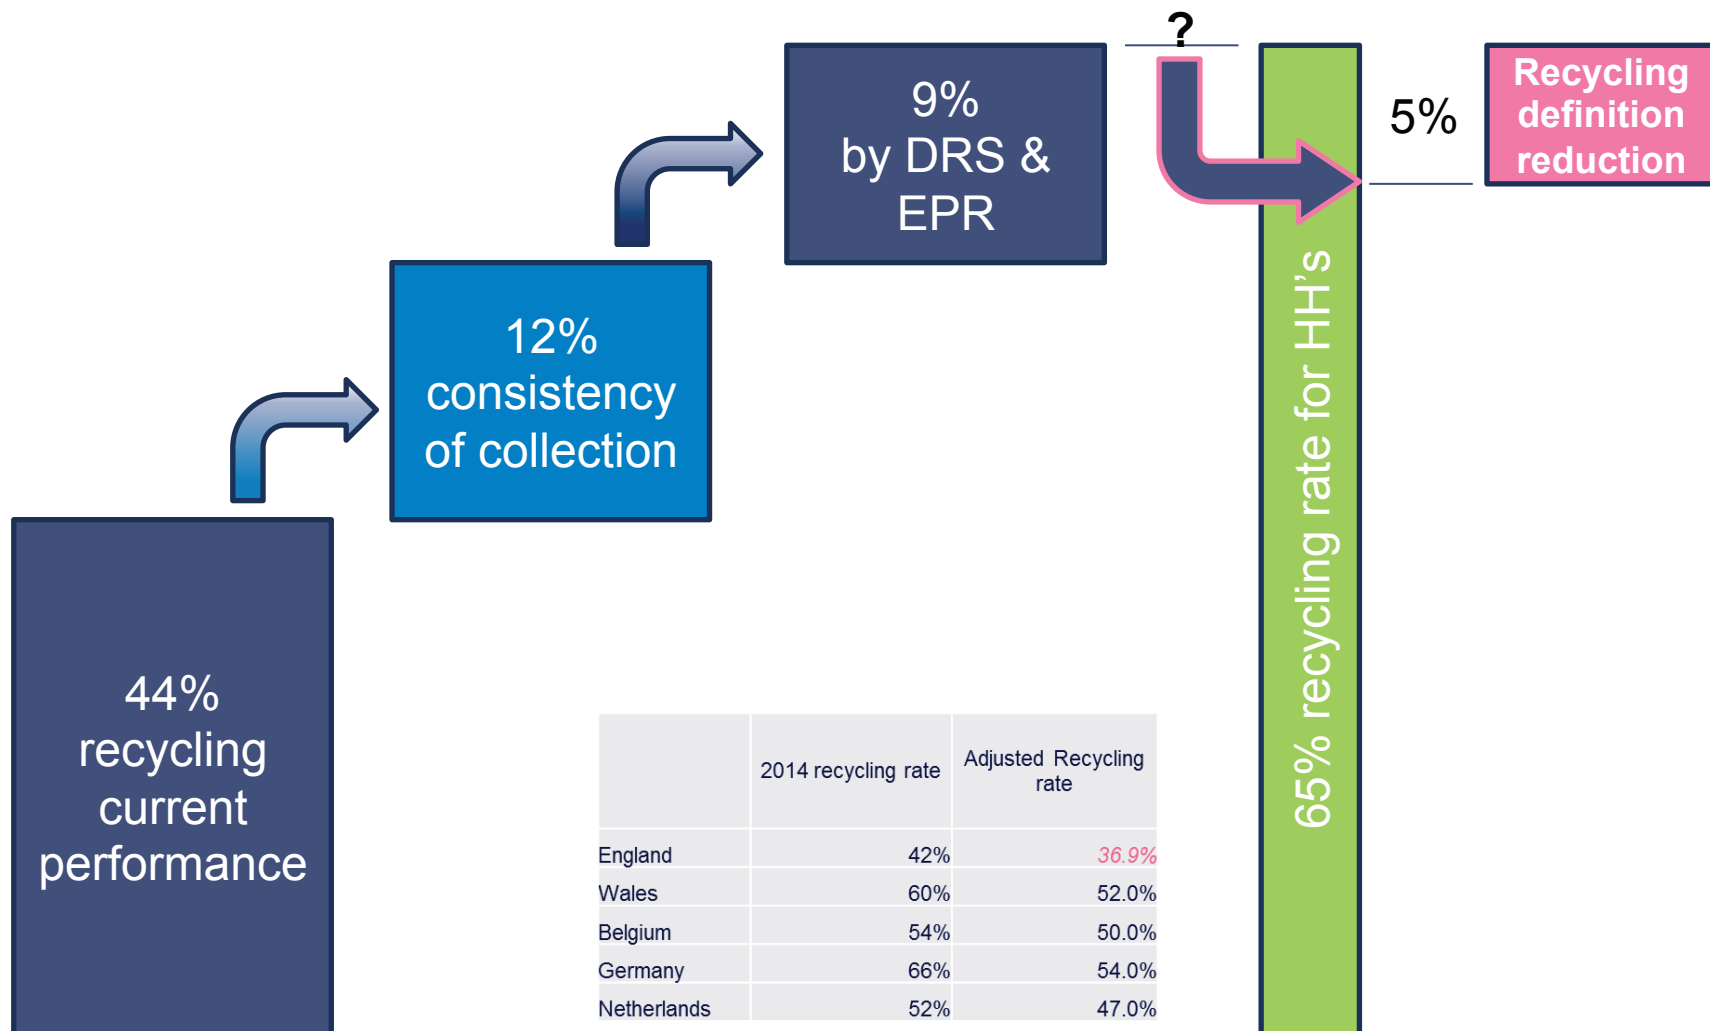 ?
9%
by DRS &
EPR
5%
Recycling
definition
reduction
12%
consistency
of collection
65% recycling rate for HH's
44%
recycling
current
performance
2014 recycling rate
Adjusted Recycling
rate
England 42% 36.9%
Wales 60% 52.0%
Belgium 54% 50.0%
Germany 66% 54.0%
Netherlands 52% 47.0%